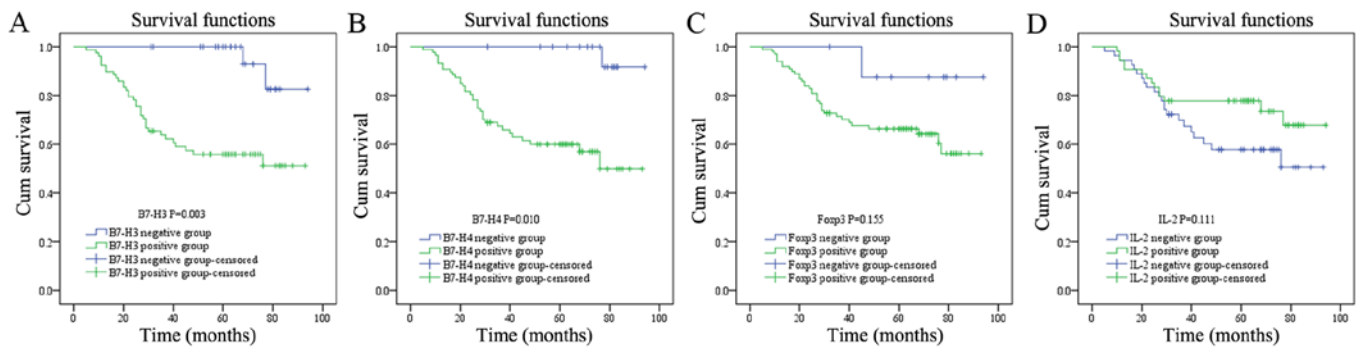 A
Survival functions
Cum survival
1.0
0.8
0.6
0.4
0.2
0.0
B7-H3 P=0.003
B7-H3 negative group
B7-H3 positive group
B7-H3 negative group-censored
B7-H3 positive group-censored
0 20 40 60 80 100
Time (months)
B
Survival functions
Cum survival
1.0
0.8
0.6
0.4
0.2
0.0
B7-H4 P=0.010
B7-H4 negative group
B7-H4 positive group
B7-H4 negative group-censored
B7-H4 positive group-censored
0 20 40 60 80 100
Time (months)
C
Survival functions
Cum survival
1.0
0.8
0.6
0.4
0.2
0.0
Foxp3 P=0.155
Foxp3 negative group
Foxp3 positive group
Foxp3 negative group-censored
Foxp3 positive group-censored
0 20 40 60 80 100
Time (months)
D
Survival functions
Cum survival
1.0
0.8
0.6
0.4
0.2
0.0
IL-2 P=0.111
IL-2 negative group
IL-2 positive group
IL-2 negative group-censored
IL-2 positive group-censored
0 20 40 60 80 100
Time (months)